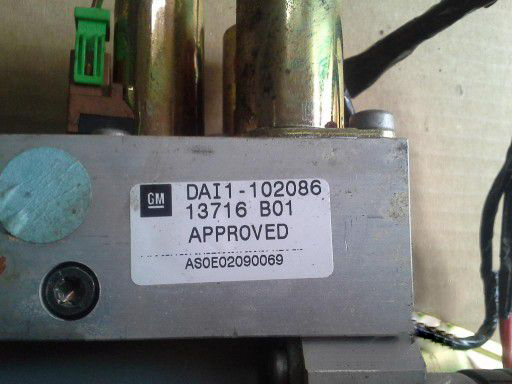 GM DAI1-102086
13716 B01
APPROVED
AS0E02090069